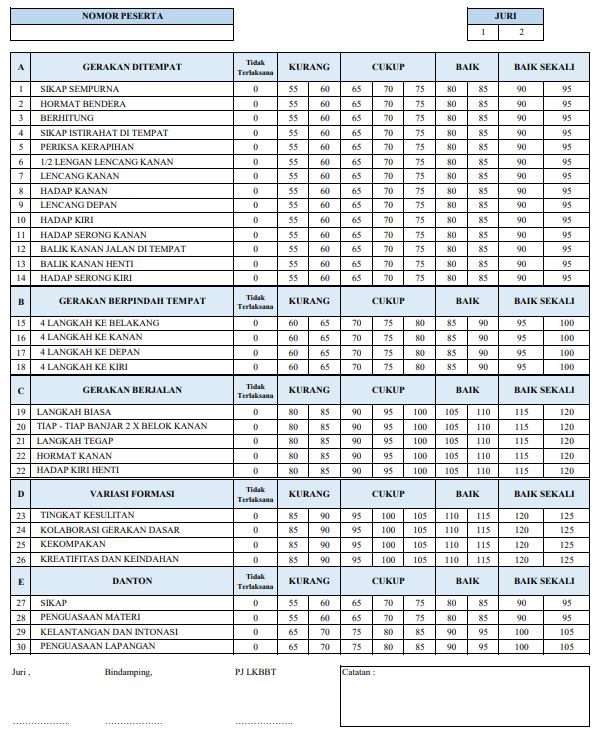 NOMOR PESERTA JURI
1 2
A GERAKAN DITEMPAT Tidak Terlaksana KURANG CUKUP BAIK BAIK SEKALI
1 SIKAP SEMPURNA 0 55 60 65 70 75 80 85 90 95
2 HORMAT BENDERA 0 55 60 65 70 75 80 85 90 95
3 BERHITUNG 0 55 60 65 70 75 80 85 90 95
4 SIKAP ISTIRAHAT DI TEMPAT 0 55 60 65 70 75 80 85 90 95
5 PERIKSA KERAPIHAN 0 55 60 65 70 75 80 85 90 95
6 1/2 LENGAN LENCANG KANAN 0 55 60 65 70 75 80 85 90 95
7 LENCANG KANAN 0 55 60 65 70 75 80 85 90 95
8 HADAP KANAN 0 55 60 65 70 75 80 85 90 95
9 LENCANG DEPAN 0 55 60 65 70 75 80 85 90 95
10 HADAP KIRI 0 55 60 65 70 75 80 85 90 95
11 HADAP SERONG KANAN 0 55 60 65 70 75 80 85 90 95
12 BALIK KANAN JALAN DI TEMPAT 0 55 60 65 70 75 80 85 90 95
13 BALIK KANAN HENTI 0 55 60 65 70 75 80 85 90 95
14 HADAP SERONG KIRI 0 55 60 65 70 75 80 85 90 95
B GERAKAN BERPINDAH TEMPAT Tidak Terlaksana KURANG CUKUP BAIK BAIK SEKALI
15 4 LANGKAH KE BELAKANG 0 60 65 70 75 80 85 90 95 100
16 4 LANGKAH KE KANAN 0 60 65 70 75 80 85 90 95 100
17 4 LANGKAH KE DEPAN 0 60 65 70 75 80 85 90 95 100
18 4 LANGKAH KE KIRI 0 60 65 70 75 80 85 90 95 100
C GERAKAN BERJALAN Tidak Terlaksana KURANG CUKUP BAIK BAIK SEKALI
19 LANGKAH BIASA 0 80 85 90 95 100 105 110 115 120
20 TIAP - TIAP BANJAR 2 X BELOK KANAN 0 80 85 90 95 100 105 110 115 120
21 LANGKAH TEGAP 0 80 85 90 95 100 105 110 115 120
22 HORMAT KANAN 0 80 85 90 95 100 105 110 115 120
22 HADAP KIRI HENTI 0 80 85 90 95 100 105 110 115 120
D VARIASI FORMASI Tidak Terlaksana KURANG CUKUP BAIK BAIK SEKALI
23 TINGKAT KESULITAN 0 85 90 95 100 105 110 115 120 125
24 KOLABORASI GERAKAN DASAR 0 85 90 95 100 105 110 115 120 125
25 KEKOMPAKAN 0 85 90 95 100 105 110 115 120 125
26 KREATIFITAS DAN KEINDAHAN 0 85 90 95 100 105 110 115 120 125
E DANTON Tidak Terlaksana KURANG CUKUP BAIK BAIK SEKALI
27 SIKAP 0 55 60 65 70 75 80 85 90 95
28 PENGUASAAN MATERI 0 55 60 65 70 75 80 85 90 95
29 KELANTANGAN DAN INTONASI 0 65 70 75 80 85 90 95 100 105
30 PENGUASAAN LAPANGAN 0 65 70 75 80 85 90 95 100 105
Juri , Bindamping, PJ LKBBT Catatan :
……………….. ……………….. ………………..